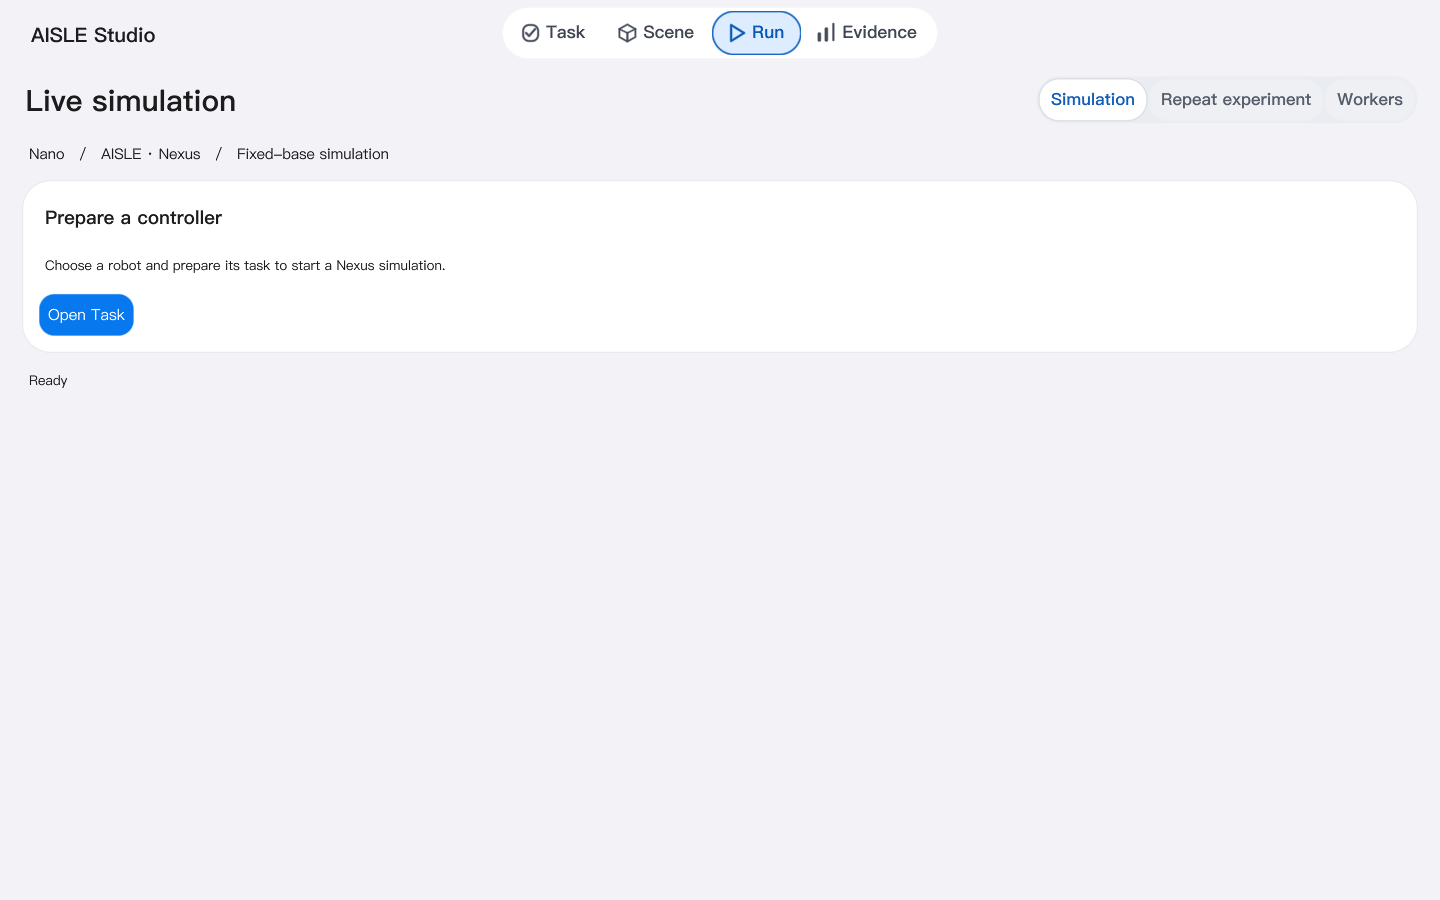 AISLE Studio
Task
Scene
Run
Evidence
Live simulation
Simulation
Repeat experiment
Workers
Nano / AISLE · Nexus / Fixed-base simulation
Prepare a controller
Choose a robot and prepare its task to start a Nexus simulation.
Open Task
Ready